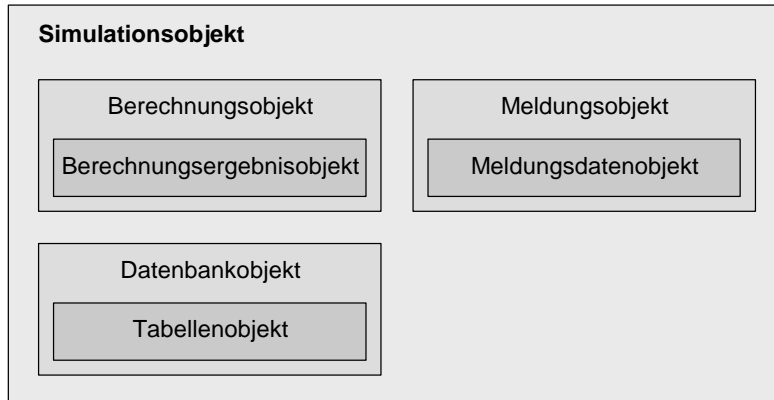 Simulationsobjekt
Berechnungsobjekt
Berechnungsergebnisobjekt
Meldungsobjekt
Meldungsdatenobjekt
Datenbankobjekt
Tabellenobjekt